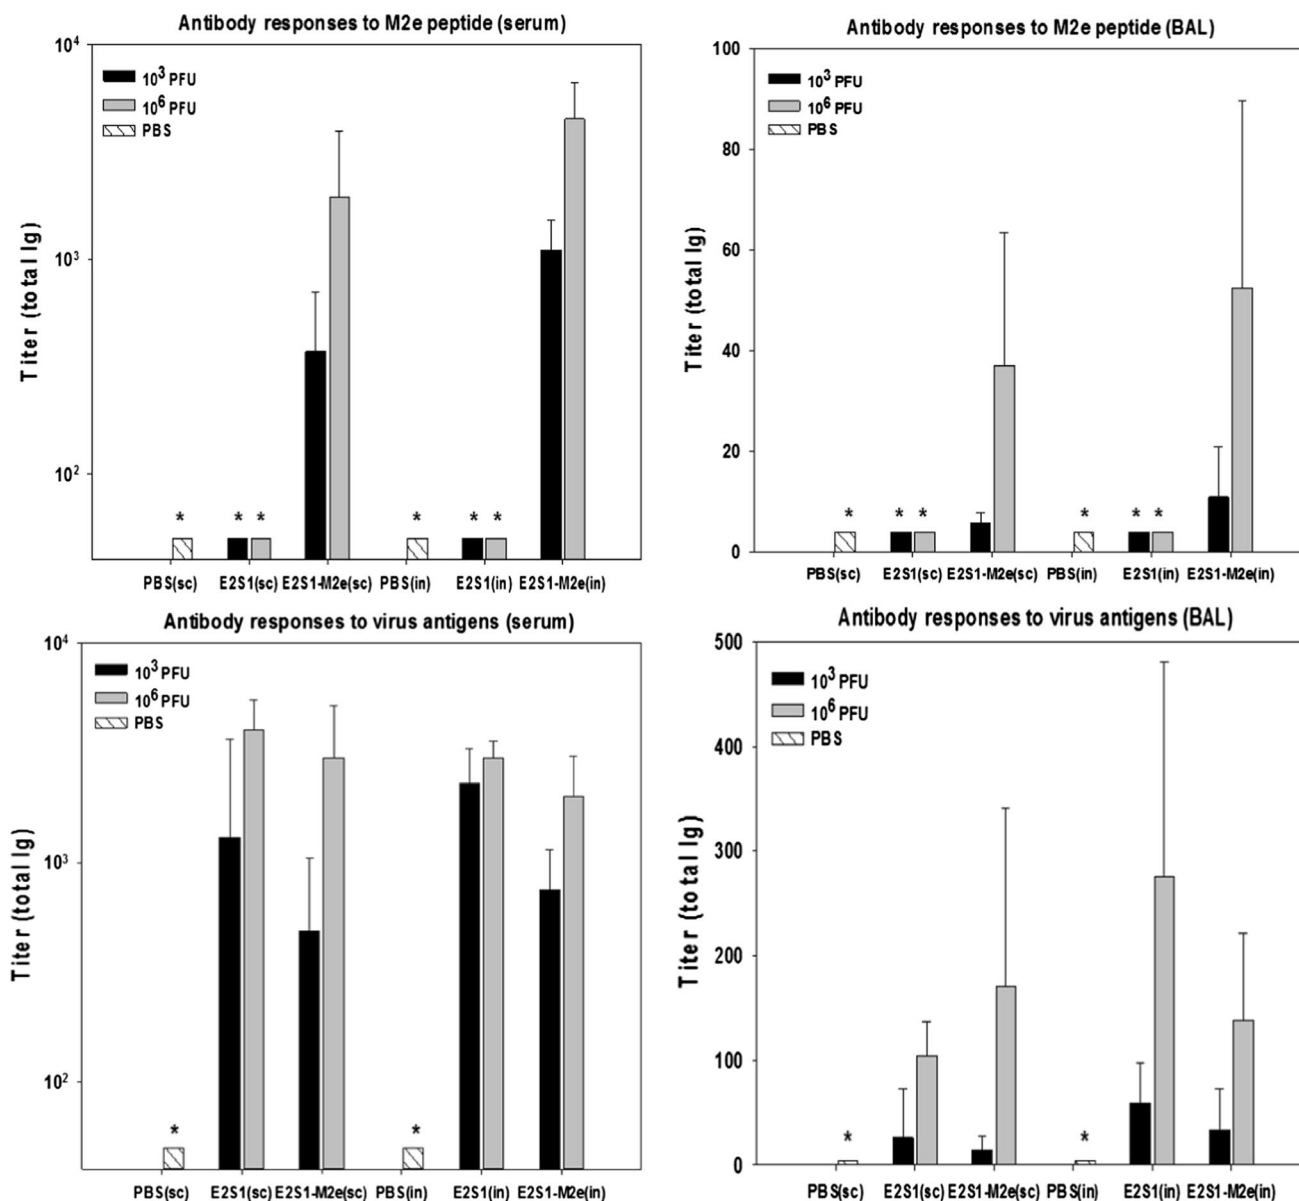 Antibody responses to M2e peptide (serum)
10⁴
10³ PFU
10⁶ PFU
PBS
Titer (total Ig)
10³
10²
* * * * * *
PBS(sc) E2S1(sc) E2S1-M2e(sc) PBS(in) E2S1(in) E2S1-M2e(in)
Antibody responses to M2e peptide (BAL)
100
10³ PFU
10⁶ PFU
PBS
80
Titer (total Ig)
60
40
20
0
* * * * * *
PBS(sc) E2S1(sc) E2S1-M2e(sc) PBS(in) E2S1(in) E2S1-M2e(in)
Antibody responses to virus antigens (serum)
10⁴
10³ PFU
10⁶ PFU
PBS
Titer (total Ig)
10³
10²
* *
PBS(sc) E2S1(sc) E2S1-M2e(sc) PBS(in) E2S1(in) E2S1-M2e(in)
Antibody responses to virus antigens (BAL)
500
10³ PFU
10⁶ PFU
PBS
400
Titer (total Ig)
300
200
100
0
* *
PBS(sc) E2S1(sc) E2S1-M2e(sc) PBS(in) E2S1(in) E2S1-M2e(in)